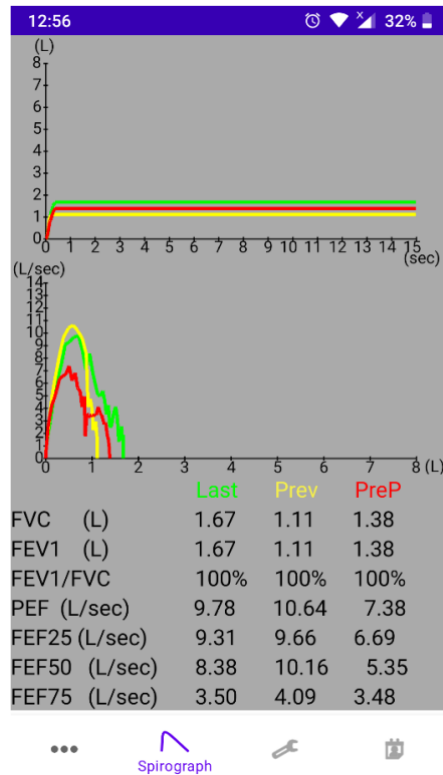 12:56 x 32%
(L)
8
7
6
5
4
3
2
1
0
0 1 2 3 4 5 6 7 8 9 10 11 12 13 14 15
(sec)
(L/sec)
14
13
12
11
10
9
8
7
6
5
4
3
2
1
0
0 1 2 3 4 5 6 7 8 (L)
Last Prev PreP
FVC (L) 1.67 1.11 1.38
FEV1 (L) 1.67 1.11 1.38
FEV1/FVC 100% 100% 100%
PEF (L/sec) 9.78 10.64 7.38
FEF25 (L/sec) 9.31 9.66 6.69
FEF50 (L/sec) 8.38 10.16 5.35
FEF75 (L/sec) 3.50 4.09 3.48
Spirograph